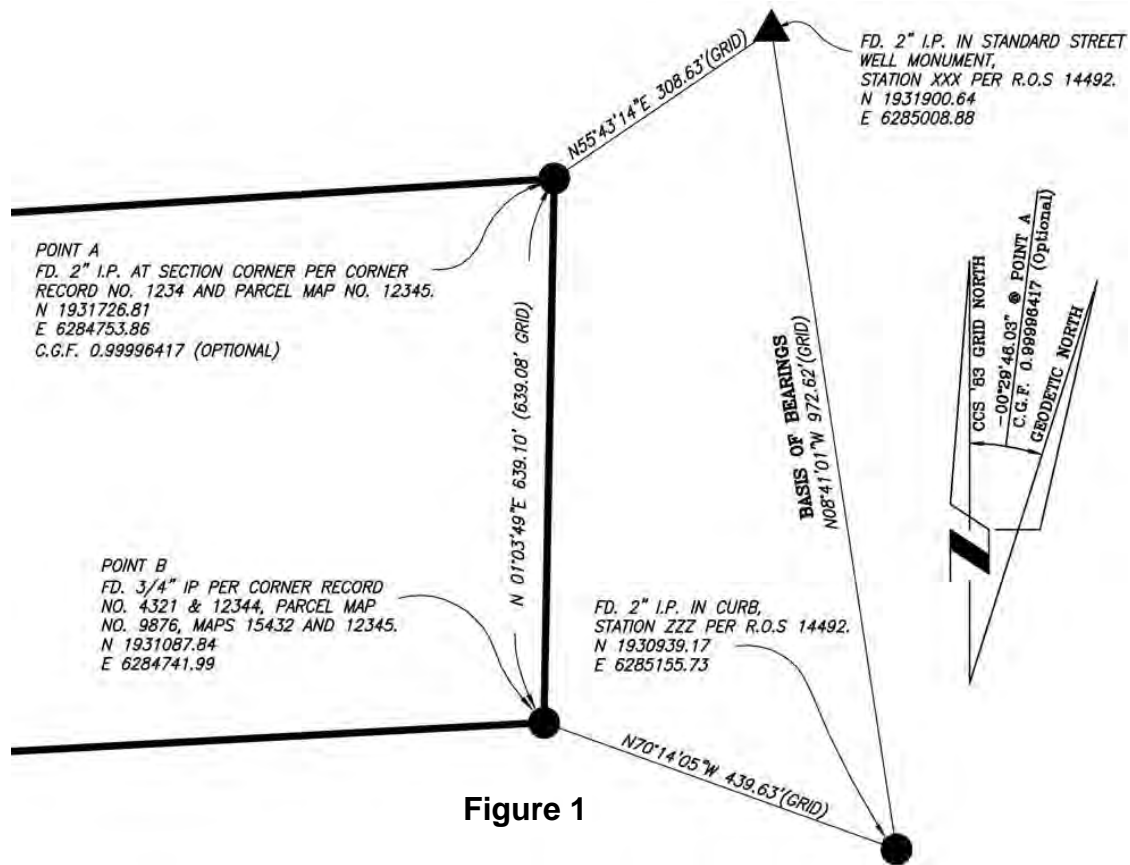 N55°43'14"E 308.63'(GRID)
FD. 2" I.P. IN STANDARD STREET
WELL MONUMENT,
STATION XXX PER R.O.S 14492.
N 1931900.64
E 6285008.88
POINT A
FD. 2" I.P. AT SECTION CORNER PER CORNER
RECORD NO. 1234 AND PARCEL MAP NO. 12345.
N 1931726.81
E 6284753.86
C.G.F. 0.99996417 (OPTIONAL)
N 01°03'49"E 639.10' (639.08' GRID)
BASIS OF BEARINGS
N08°41'01"W 972.62'(GRID)
CCS '83 GRID NORTH
-00°29'46.03" @ POINT A
C.G.F. 0.99996417 (Optional)
GEODETIC NORTH
POINT B
FD. 3/4" IP PER CORNER RECORD
NO. 4321 & 12344, PARCEL MAP
NO. 9876, MAPS 15432 AND 12345.
N 1931087.84
E 6284741.99
FD. 2" I.P. IN CURB,
STATION ZZZ PER R.O.S 14492.
N 1930939.17
E 6285155.73
N70°14'05"W 439.63'(GRID)
Figure 1